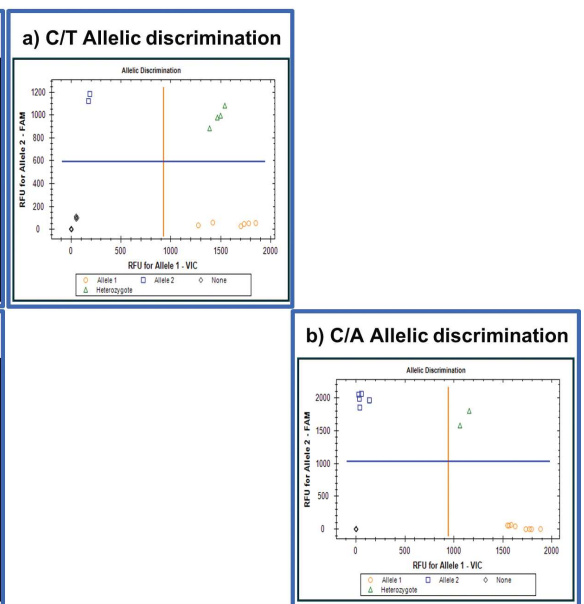 a) C/T Allelic discrimination
Allelic Discrimination
RFU for Allele 2 - FAM
1200
1000
800
600
400
200
0
0 500 1000 1500 2000
RFU for Allele 1 - VIC
Allele 1 Allele 2 None
Heterozygote
b) C/A Allelic discrimination
Allelic Discrimination
RFU for Allele 2 - FAM
2000
1500
1000
500
0
0 500 1000 1500 2000
RFU for Allele 1 - VIC
Allele 1 Allele 2 None
Heterozygote